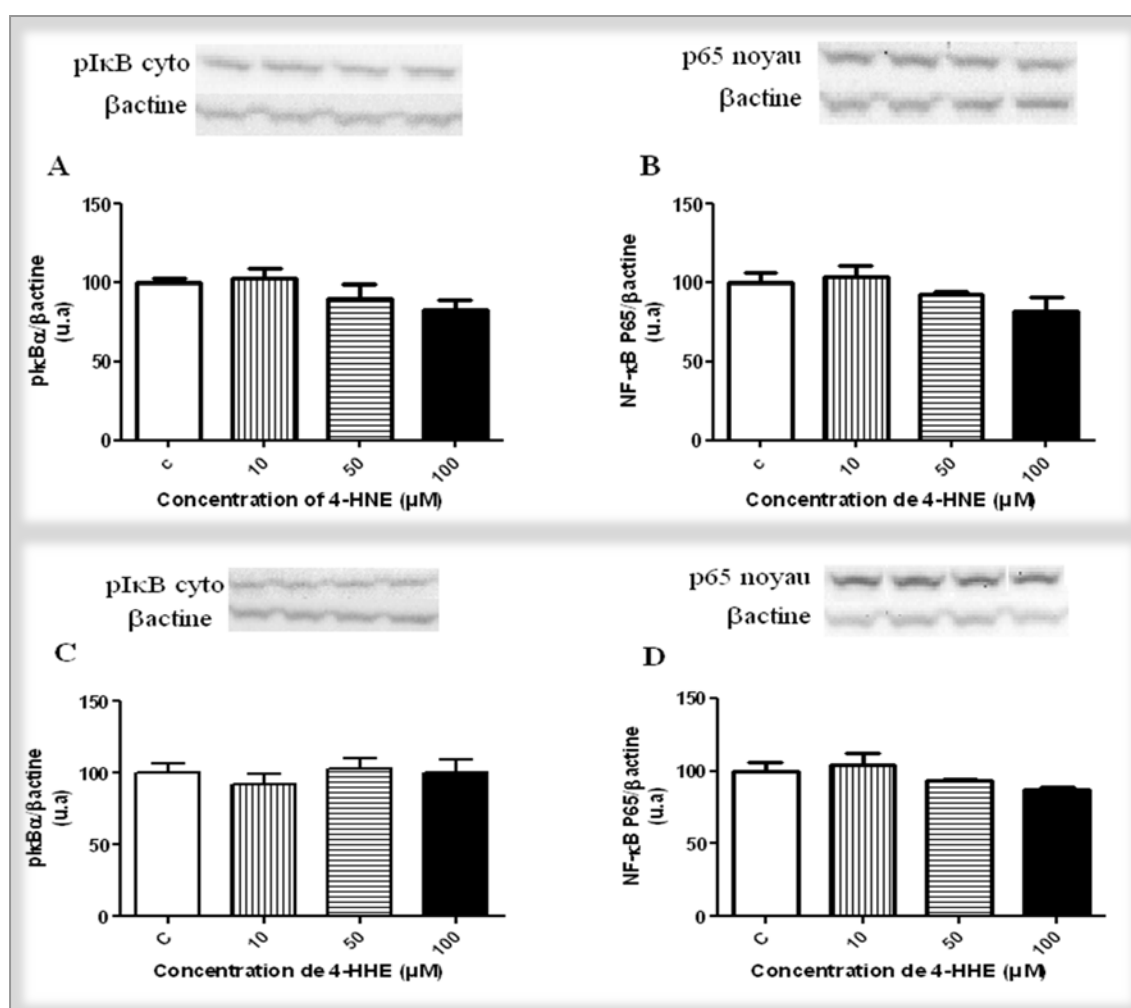 pIκB cyto
βactine
A
pIκBα/βactine
(u.a)
150
100
50
0
c
10
50
100
Concentration of 4-HNE (µM)
p65 noyau
βactine
B
NF-κB P65/βactine
(u.a)
150
100
50
0
c
10
50
100
Concentration de 4-HNE (µM)
pIκB cyto
βactine
C
pIκBα/βactine
(u.a)
150
100
50
0
C
10
50
100
Concentration de 4-HHE (µM)
p65 noyau
βactine
D
NF-κB P65/βactine
(u.a)
150
100
50
0
C
10
50
100
Concentration de 4-HHE (µM)